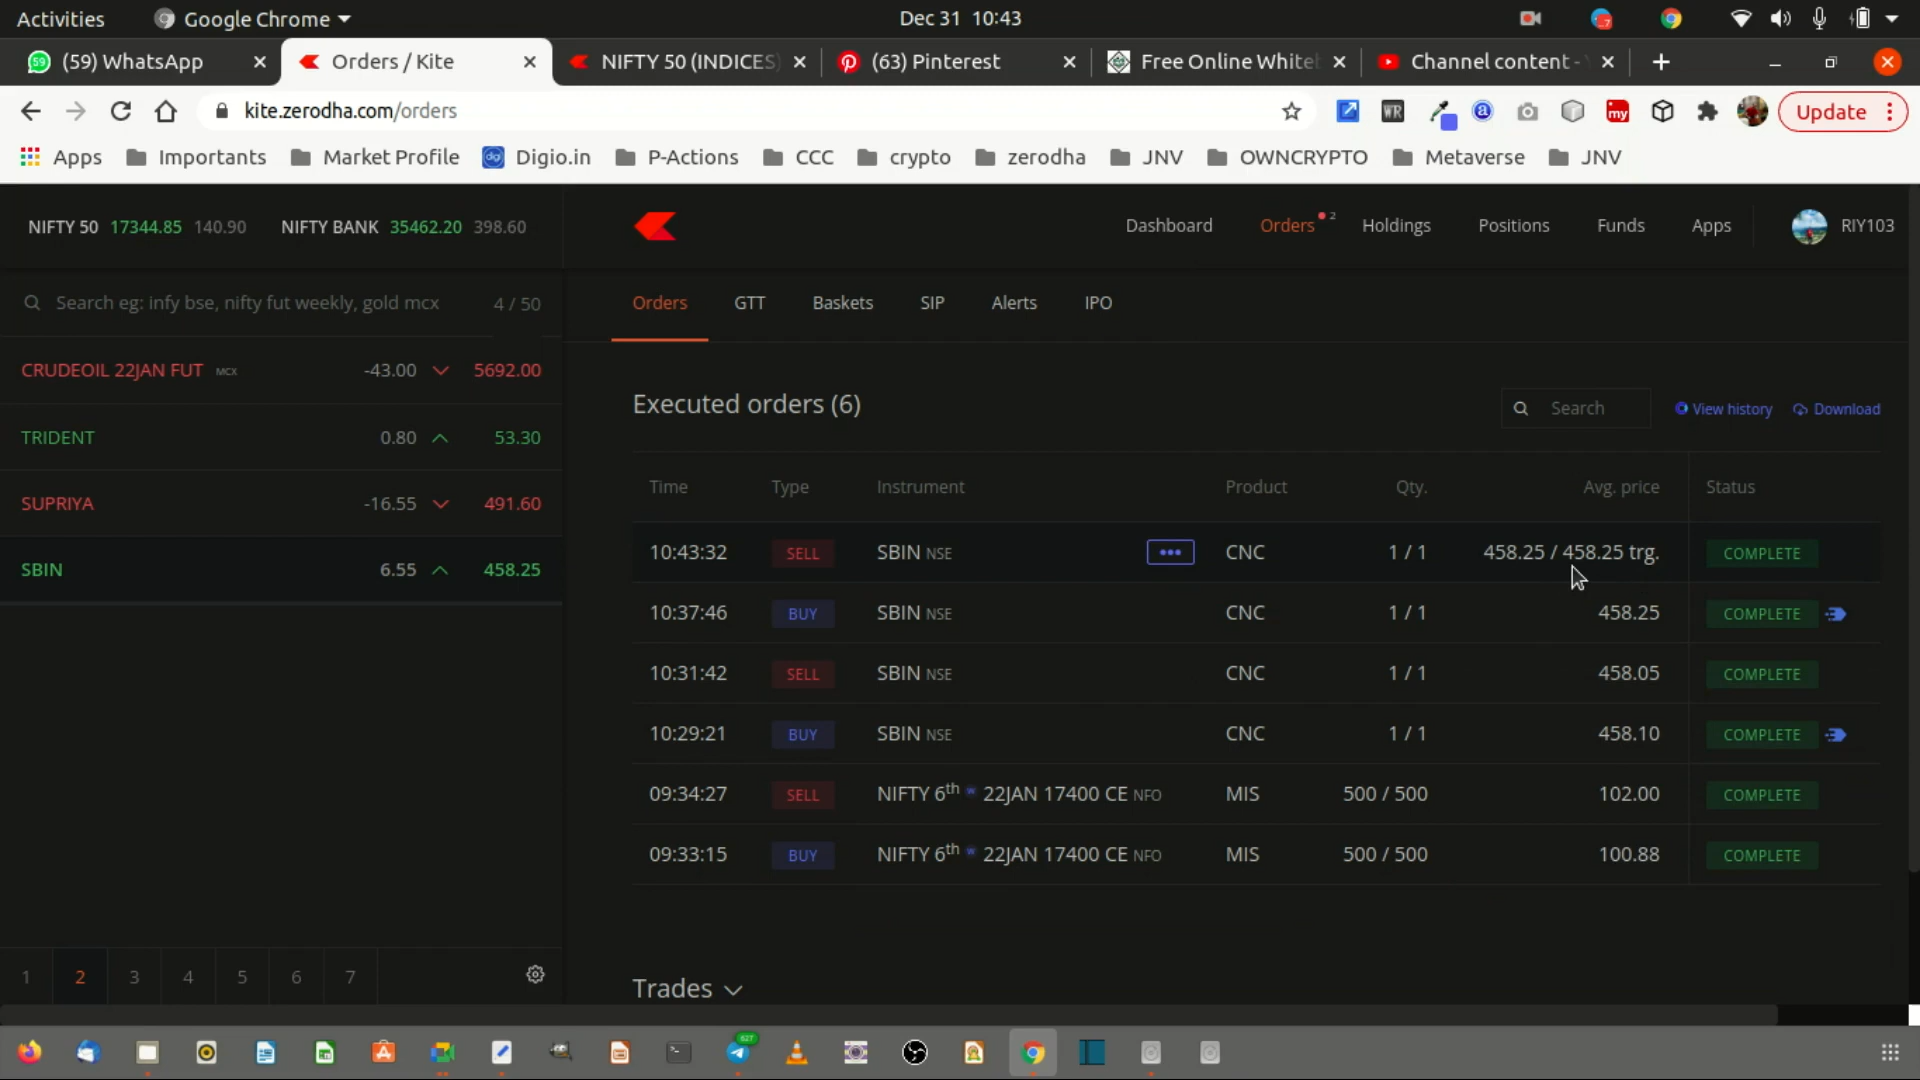 Activities
Google Chrome
Dec 31 10:43
(59) WhatsApp
Orders / Kite
NIFTY 50 (INDICES)
(63) Pinterest
Free Online White
Channel content -
kite.zerodha.com/orders
Update
Apps
Importants
Market Profile
Digio.in
P-Actions
CCC
crypto
zerodha
JNV
OWNCRYPTO
Metaverse
JNV
NIFTY 50 17344.85 140.90
NIFTY BANK 35462.20 398.60
Dashboard
Orders 2
Holdings
Positions
Funds
Apps
RIY103
Search eg: infy bse, nifty fut weekly, gold mcx
4 / 50
Orders
GTT
Baskets
SIP
Alerts
IPO
CRUDEOIL 22JAN FUT MCX -43.00 5692.00
TRIDENT 0.80 53.30
SUPRIYA -16.55 491.60
SBIN 6.55 458.25
Executed orders (6)
Search
View history
Download
Time Type Instrument Product Qty. Avg. price Status
10:43:32 SELL SBIN NSE CNC 1 / 1 458.25 / 458.25 trg. COMPLETE
10:37:46 BUY SBIN NSE CNC 1 / 1 458.25 COMPLETE
10:31:42 SELL SBIN NSE CNC 1 / 1 458.05 COMPLETE
10:29:21 BUY SBIN NSE CNC 1 / 1 458.10 COMPLETE
09:34:27 SELL NIFTY 6th w 22JAN 17400 CE NFO MIS 500 / 500 102.00 COMPLETE
09:33:15 BUY NIFTY 6th w 22JAN 17400 CE NFO MIS 500 / 500 100.88 COMPLETE
1 2 3 4 5 6 7
Trades
627